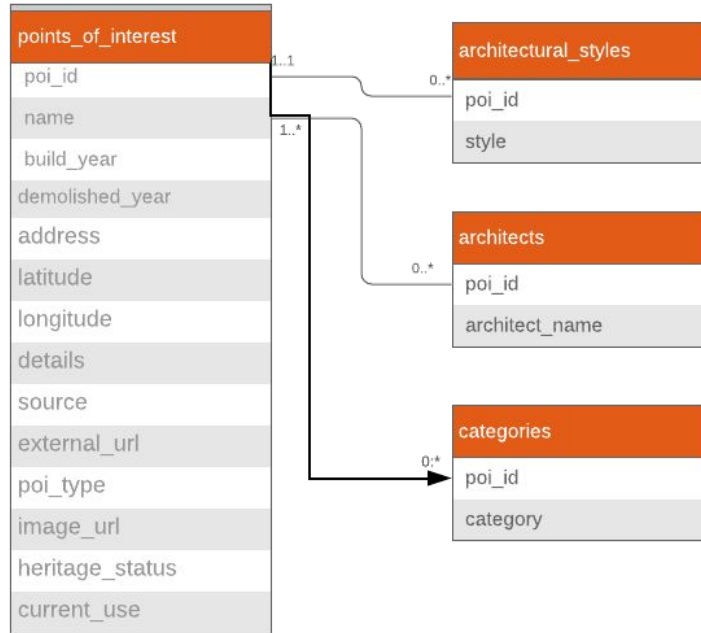 points_of_interest
poi_id
name
build_year
demolished_year
address
latitude
longitude
details
source
external_url
poi_type
image_url
heritage_status
current_use
1..1
0..*
1..*
0..*
0:*
architectural_styles
poi_id
style
architects
poi_id
architect_name
categories
poi_id
category